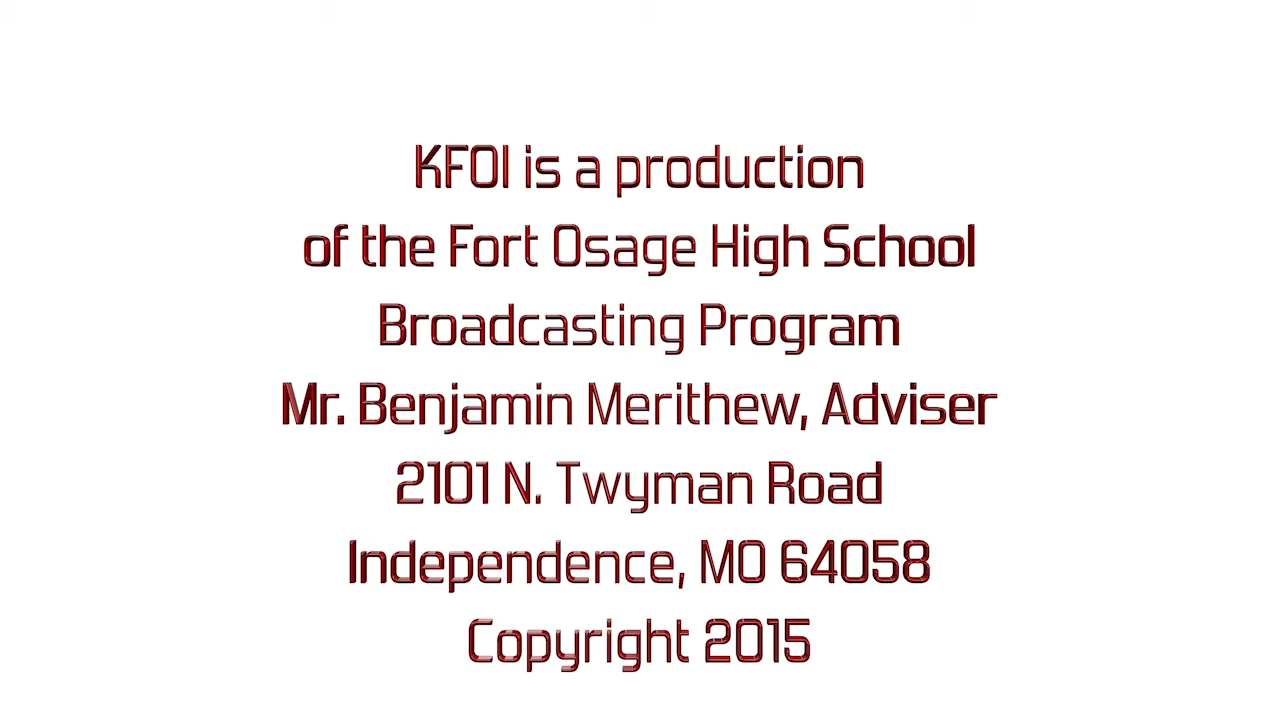 KFOI is a production
of the Fort Osage High School
Broadcasting Program
Mr. Benjamin Merithew, Adviser
2101 N. Twyman Road
Independence, MO 64058
Copyright 2015